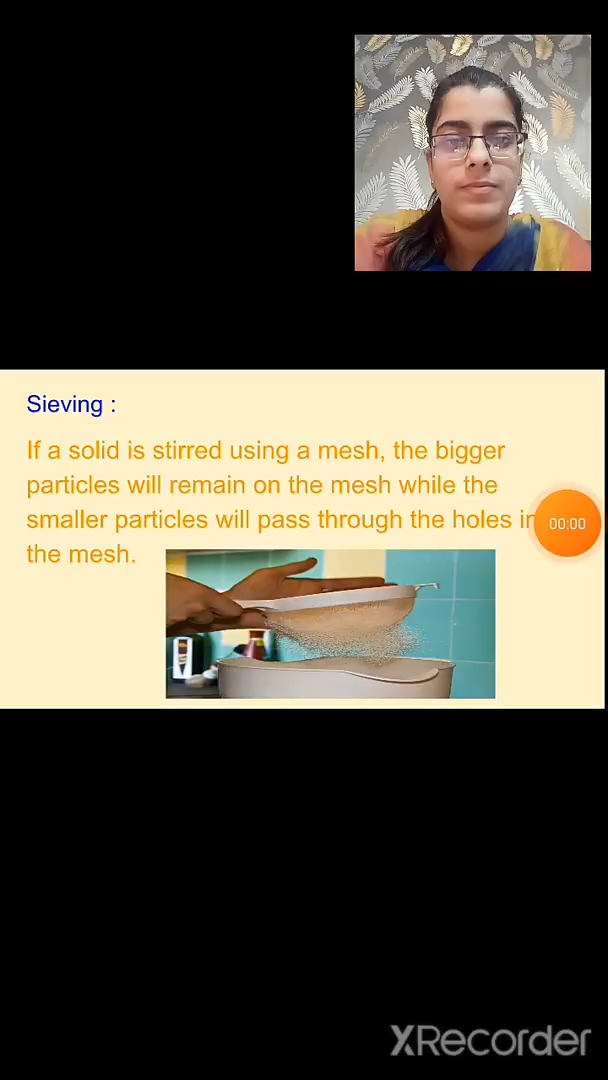 Sieving :
If a solid is stirred using a mesh, the bigger
particles will remain on the mesh while the
smaller particles will pass through the holes in
the mesh.
00:00
XRecorder